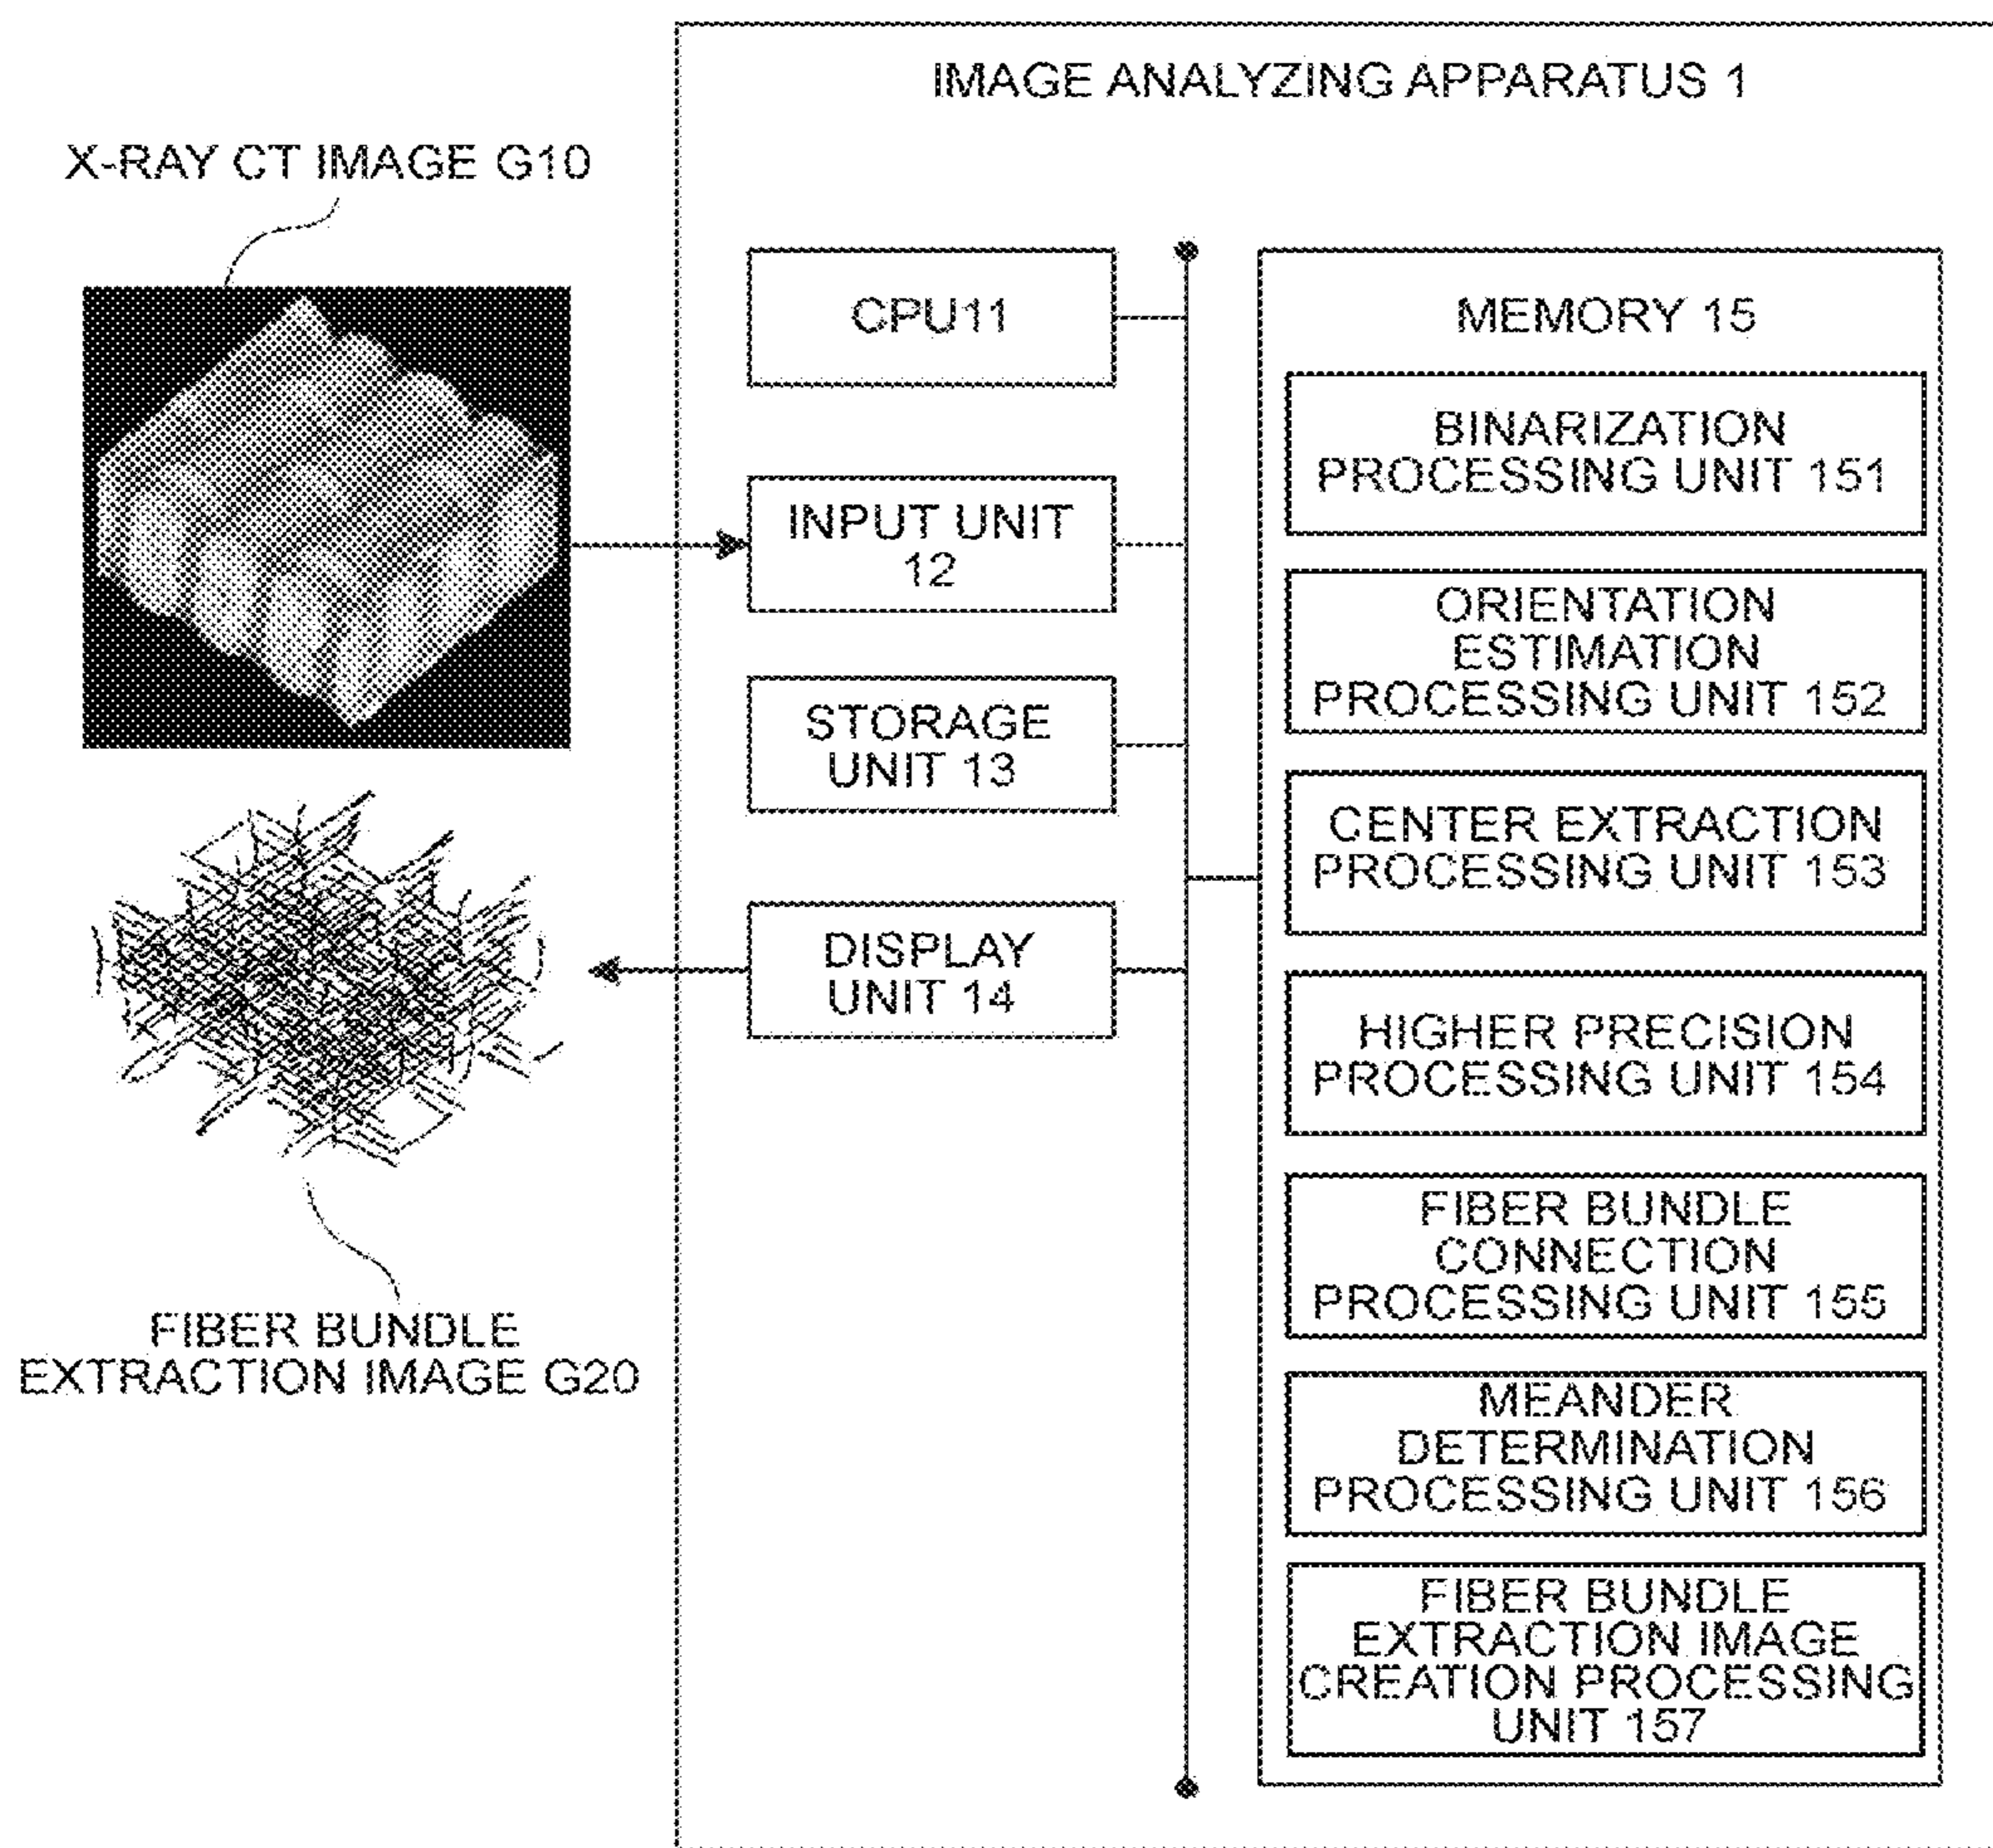 IMAGE ANALYZING APPARATUS 1
X-RAY CT IMAGE G10
CPU11
INPUT UNIT
12
STORAGE
UNIT 13
DISPLAY
UNIT 14
FIBER BUNDLE
EXTRACTION IMAGE G20
MEMORY 15
BINARIZATION
PROCESSING UNIT 151
ORIENTATION
ESTIMATION
PROCESSING UNIT 152
CENTER EXTRACTION
PROCESSING UNIT 153
HIGHER PRECISION
PROCESSING UNIT 154
FIBER BUNDLE
CONNECTION
PROCESSING UNIT 155
MEANDER
DETERMINATION
PROCESSING UNIT 156
FIBER BUNDLE
EXTRACTION IMAGE
CREATION PROCESSING
UNIT 157